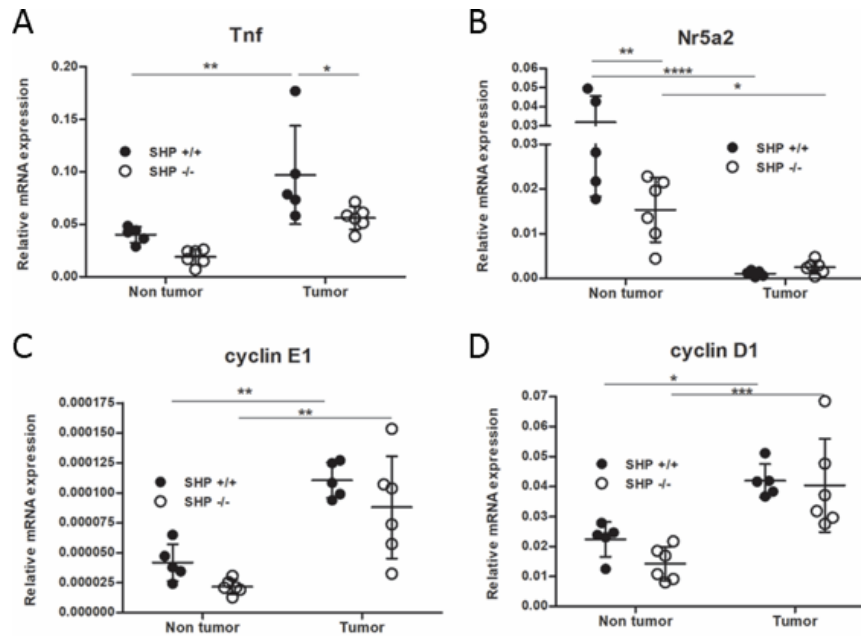 A
Tnf
Relative mRNA expression
0.20
0.15
0.10
0.05
0.00
** *
SHP +/+
SHP -/-
Non tumor Tumor
B
Nr5a2
Relative mRNA expression
0.06
0.05
0.04
0.03
0.02
0.01
0.00
**
****
*
SHP +/+
SHP -/-
Non tumor Tumor
C
cyclin E1
Relative mRNA expression
0.000175
0.000150
0.000125
0.000100
0.000075
0.000050
0.000025
0.000000
**
**
SHP +/+
SHP -/-
Non tumor Tumor
D
cyclin D1
Relative mRNA expression
0.07
0.06
0.05
0.04
0.03
0.02
0.01
0.00
*
***
SHP +/+
SHP -/-
Non tumor Tumor